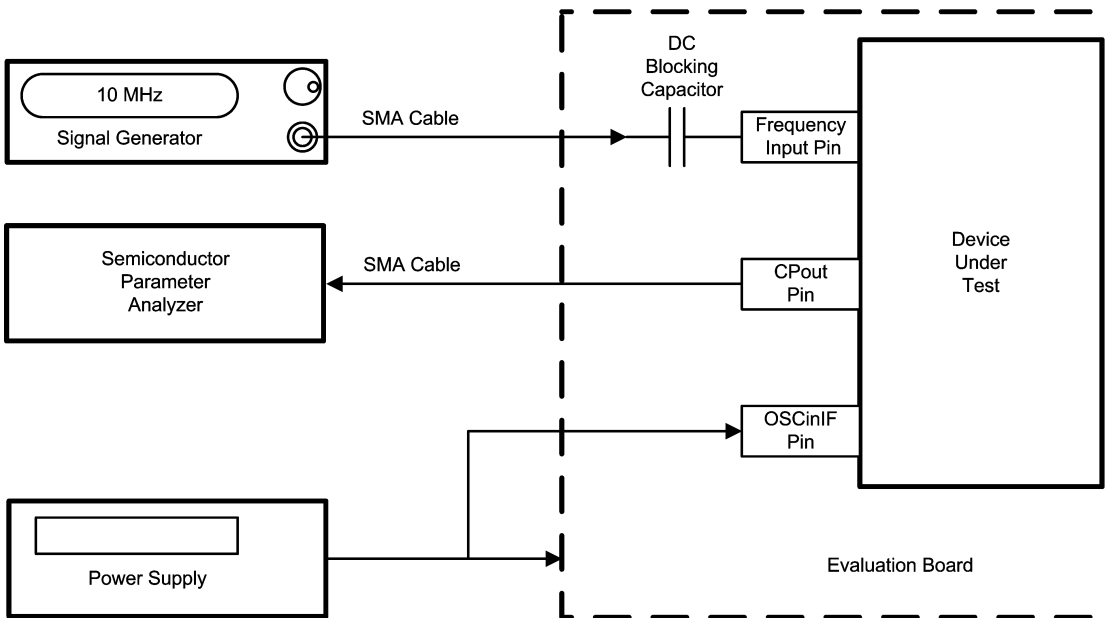 DC
Blocking
Capacitor
10 MHz
Signal Generator
SMA Cable
Frequency
Input Pin
Semiconductor
Parameter
Analyzer
SMA Cable
CPout
Pin
Device
Under
Test
OSCinIF
Pin
Power Supply
Evaluation Board